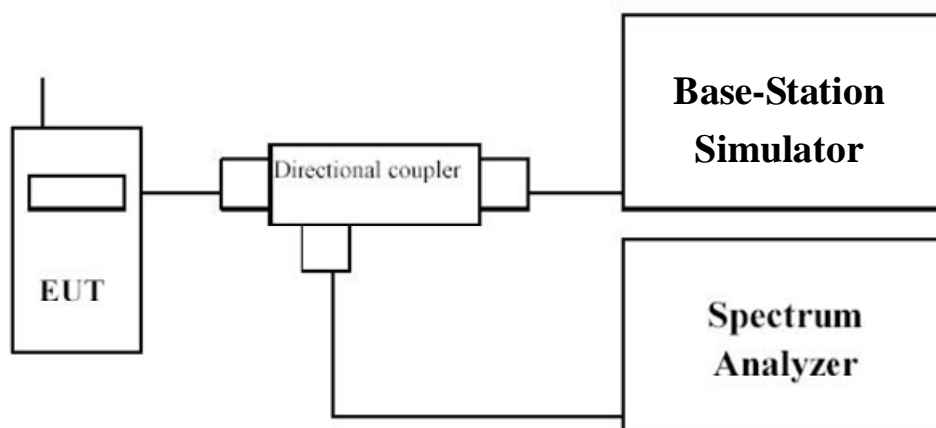 Base-Station
Simulator
Directional coupler
EUT
Spectrum
Analyzer